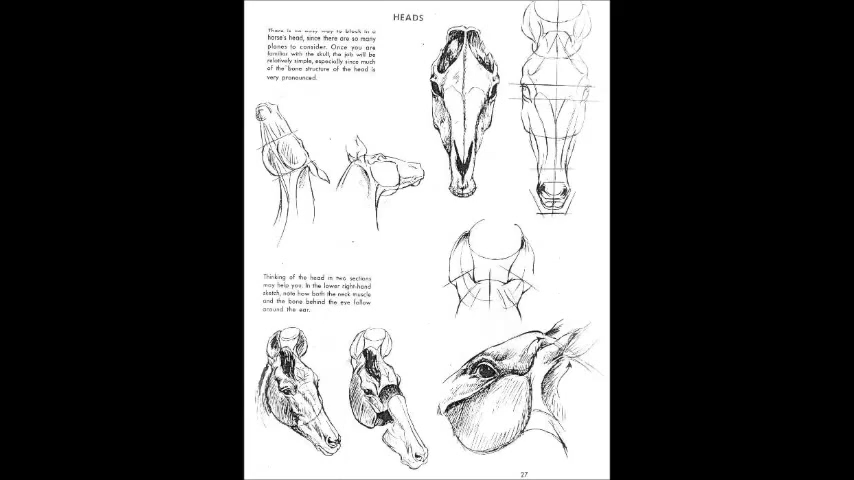 HEADS
There is no easy way to block in a
horse's head, since there are so many
planes to consider. Once you are
familiar with the skull, the job will be
relatively simple, especially since much
of the bone structure of the head is
very pronounced.
Thinking of the head in two sections
may help you. In the lower right-hand
sketch, note how both the neck muscle
and the bone behind the eye follow
around the ear.
27